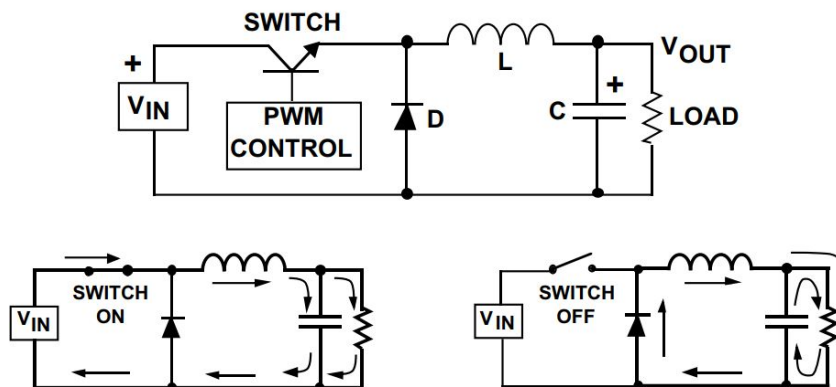 SWITCH
+
VIN
PWM
CONTROL
D
L
C
+
VOUT
LOAD
VIN
SWITCH
ON
VIN
SWITCH
OFF